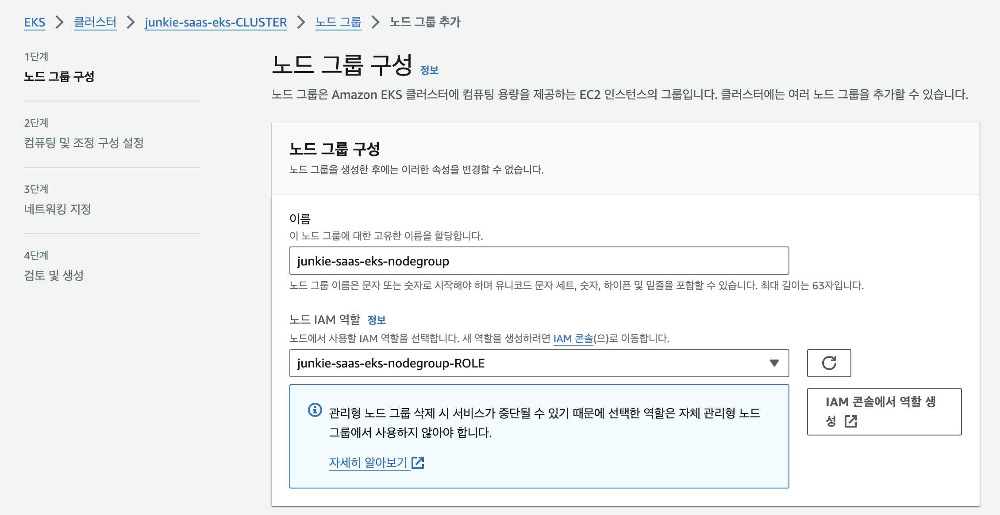 EKS > 클러스터 > junkie-saas-eks-CLUSTER > 노드 그룹 > 노드 그룹 추가
1단계
노드 그룹 구성
2단계
컴퓨팅 및 조정 구성 설정
3단계
네트워킹 지정
4단계
검토 및 생성
노드 그룹 구성 정보
노드 그룹은 Amazon EKS 클러스터에 컴퓨팅 용량을 제공하는 EC2 인스턴스의 그룹입니다. 클러스터에는 여러 노드 그룹을 추가할 수 있습니다.
노드 그룹 구성
노드 그룹을 생성한 후에는 이러한 속성을 변경할 수 없습니다.
이름
이 노드 그룹에 대한 고유한 이름을 할당합니다.
junkie-saas-eks-nodegroup
노드 그룹 이름은 문자 또는 숫자로 시작해야 하며 유니코드 문자 세트, 숫자, 하이픈 및 밑줄을 포함할 수 있습니다. 최대 길이는 63자입니다.
노드 IAM 역할 정보
노드에서 사용할 IAM 역할을 선택합니다. 새 역할을 생성하려면 IAM 콘솔(으)로 이동합니다.
junkie-saas-eks-nodegroup-ROLE
관리형 노드 그룹 삭제 시 서비스가 중단될 수 있기 때문에 선택한 역할은 자체 관리형 노드
그룹에서 사용하지 않아야 합니다.
자세히 알아보기
IAM 콘솔에서 역할 생
성